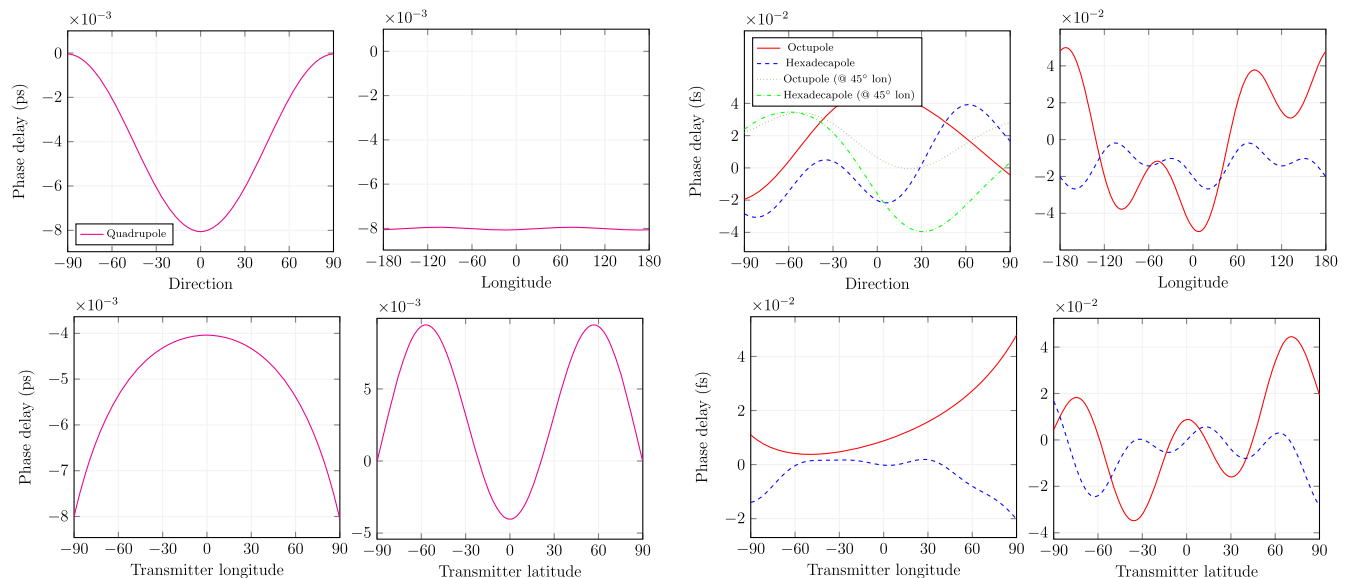 ×10⁻³
Phase delay (ps)
0
−2
−4
−6
−8
Quadrupole
−90 −60 −30 0 30 60 90
Direction
×10⁻³
0
−2
−4
−6
−8
−180 −120 −60 0 60 120 180
Longitude
×10⁻²
Phase delay (fs)
Octupole
Hexadecapole
Octupole (@ 45° lon)
Hexadecapole (@ 45° lon)
4
2
0
−2
−4
−90 −60 −30 0 30 60 90
Direction
×10⁻²
4
2
0
−2
−4
−180 −120 −60 0 60 120 180
Longitude
×10⁻³
Phase delay (ps)
−4
−5
−6
−7
−8
−90 −60 −30 0 30 60 90
Transmitter longitude
×10⁻³
5
0
−5
−90 −60 −30 0 30 60 90
Transmitter latitude
×10⁻²
Phase delay (fs)
4
2
0
−2
−90 −60 −30 0 30 60 90
Transmitter longitude
×10⁻²
4
2
0
−2
−4
−90 −60 −30 0 30 60 90
Transmitter latitude